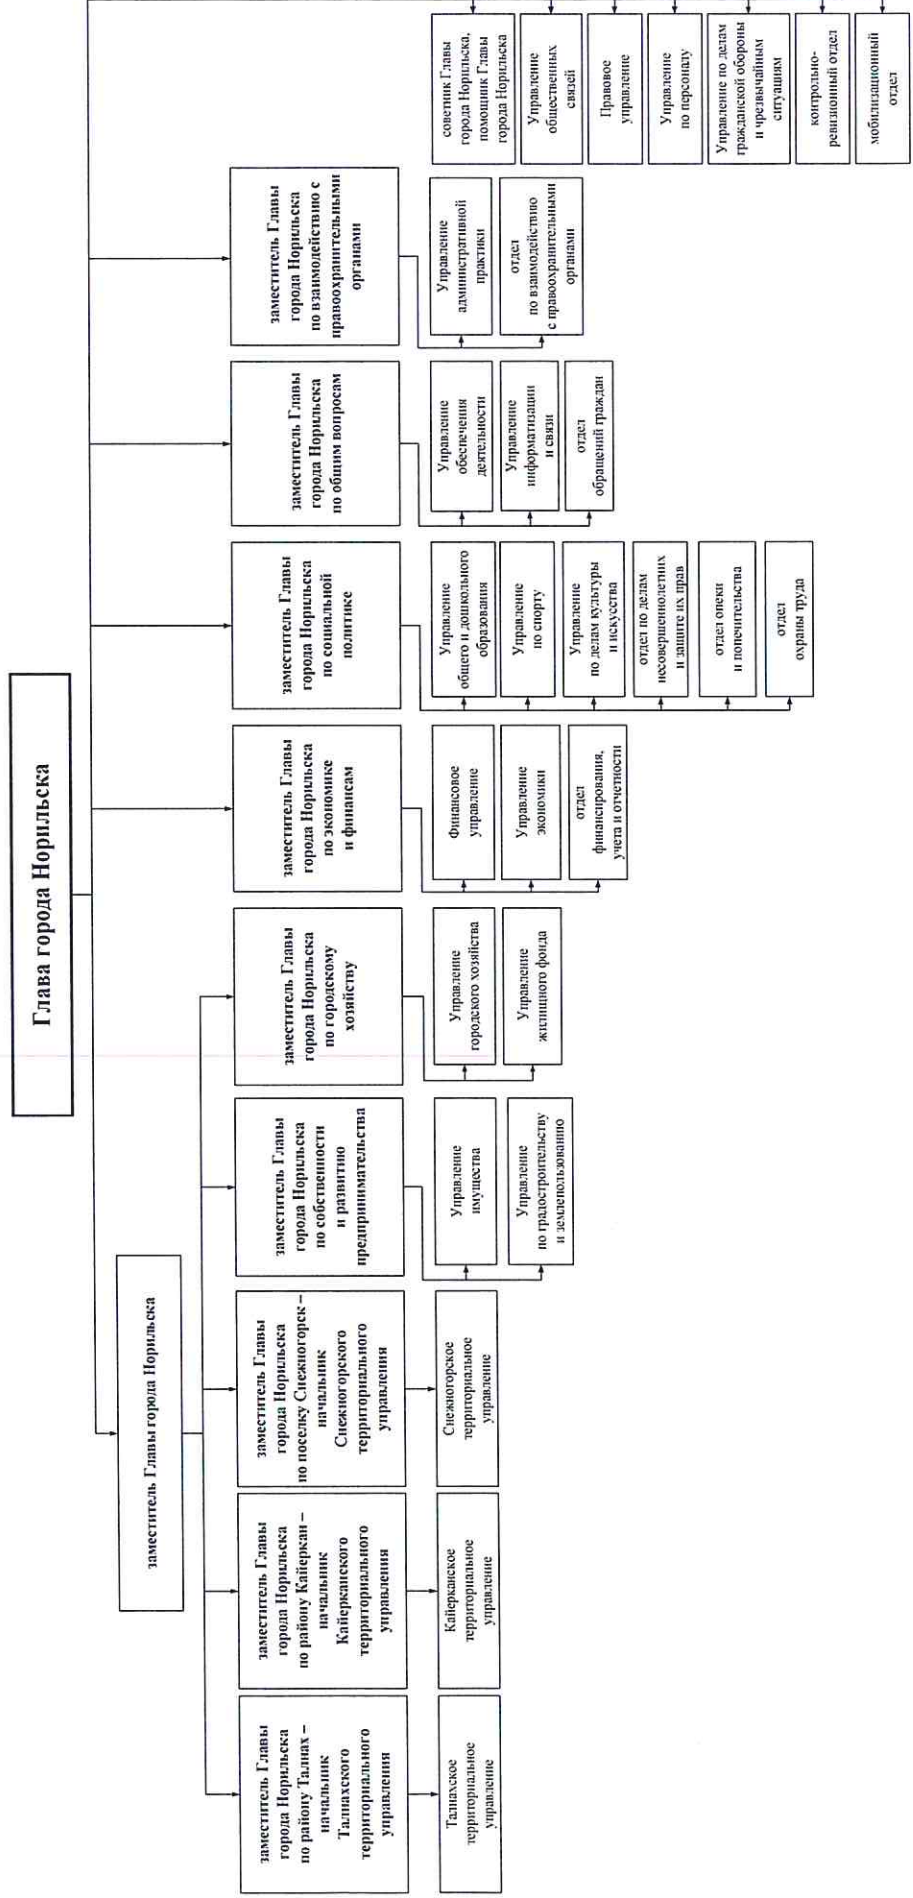 Глава города Норильска
заместитель Главы города Норильска
заместитель Главы
города Норильска
по району Талнах –
начальник
Талнахского
территориального
управления
Талнахское
территориальное
управление
заместитель Главы
города Норильска
по району Кайеркан –
начальник
Кайерканского
территориального
управления
Кайерканское
территориальное
управление
заместитель Главы
города Норильска
по поселку Снежногорск –
начальник
Снежногорского
территориального
управления
Снежногорское
территориальное
управление
заместитель Главы
города Норильска
по собственности
и развитию
предпринимательства
Управление
имущества
Управление
по градостроительству
и землепользованию
заместитель Главы
города Норильска
по городскому
хозяйству
Управление
городского хозяйства
Управление
жилищного фонда
заместитель Главы
города Норильска
по экономике
и финансам
Финансовое
управление
Управление
экономики
отдел
финансирования,
учета и отчетности
заместитель Главы
города Норильска
по социальной
политике
Управление
общего и дошкольного
образования
Управление
по спорту
Управление
по делам культуры
и искусства
отдел по делам
несовершеннолетних
и защите их прав
отдел опеки
и попечительства
отдел
охраны труда
заместитель Главы
города Норильска
по общим вопросам
Управление
обеспечения
деятельности
Управление
информатизации
и связи
отдел
обращений граждан
заместитель Главы
города Норильска
по взаимодействию с
правоохранительными
органами
Управление
административной
практики
отдел
по взаимодействию
с правоохранительными
органами
советник Главы
города Норильска,
помощник Главы
города Норильска
Управление
общественных
связей
Правовое
управление
Управление
по персоналу
Управление по делам
гражданской обороны
и чрезвычайным
ситуациям
контрольно-
ревизионный отдел
мобилизационный
отдел